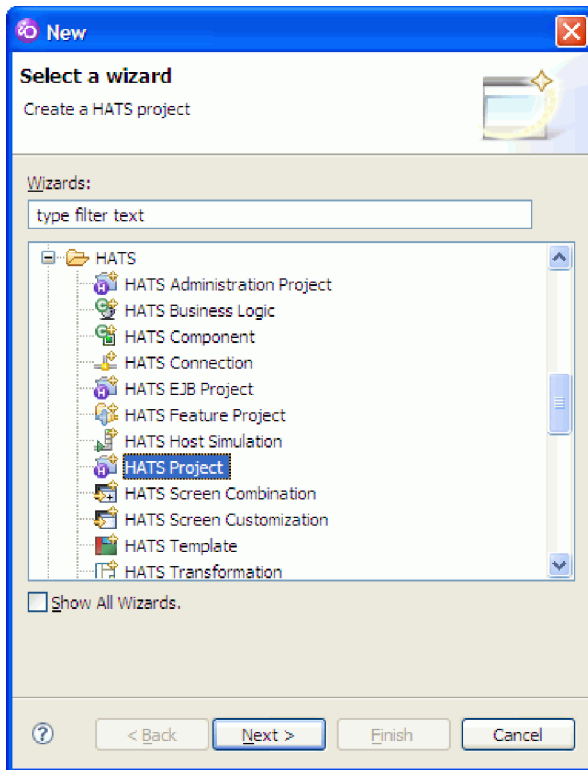 New
Select a wizard
Create a HATS project
Wizards:
type filter text
HATS
HATS Administration Project
HATS Business Logic
HATS Component
HATS Connection
HATS EJB Project
HATS Feature Project
HATS Host Simulation
HATS Project
HATS Screen Combination
HATS Screen Customization
HATS Template
HATS Transformation
Show All Wizards.
< Back Next > Finish Cancel